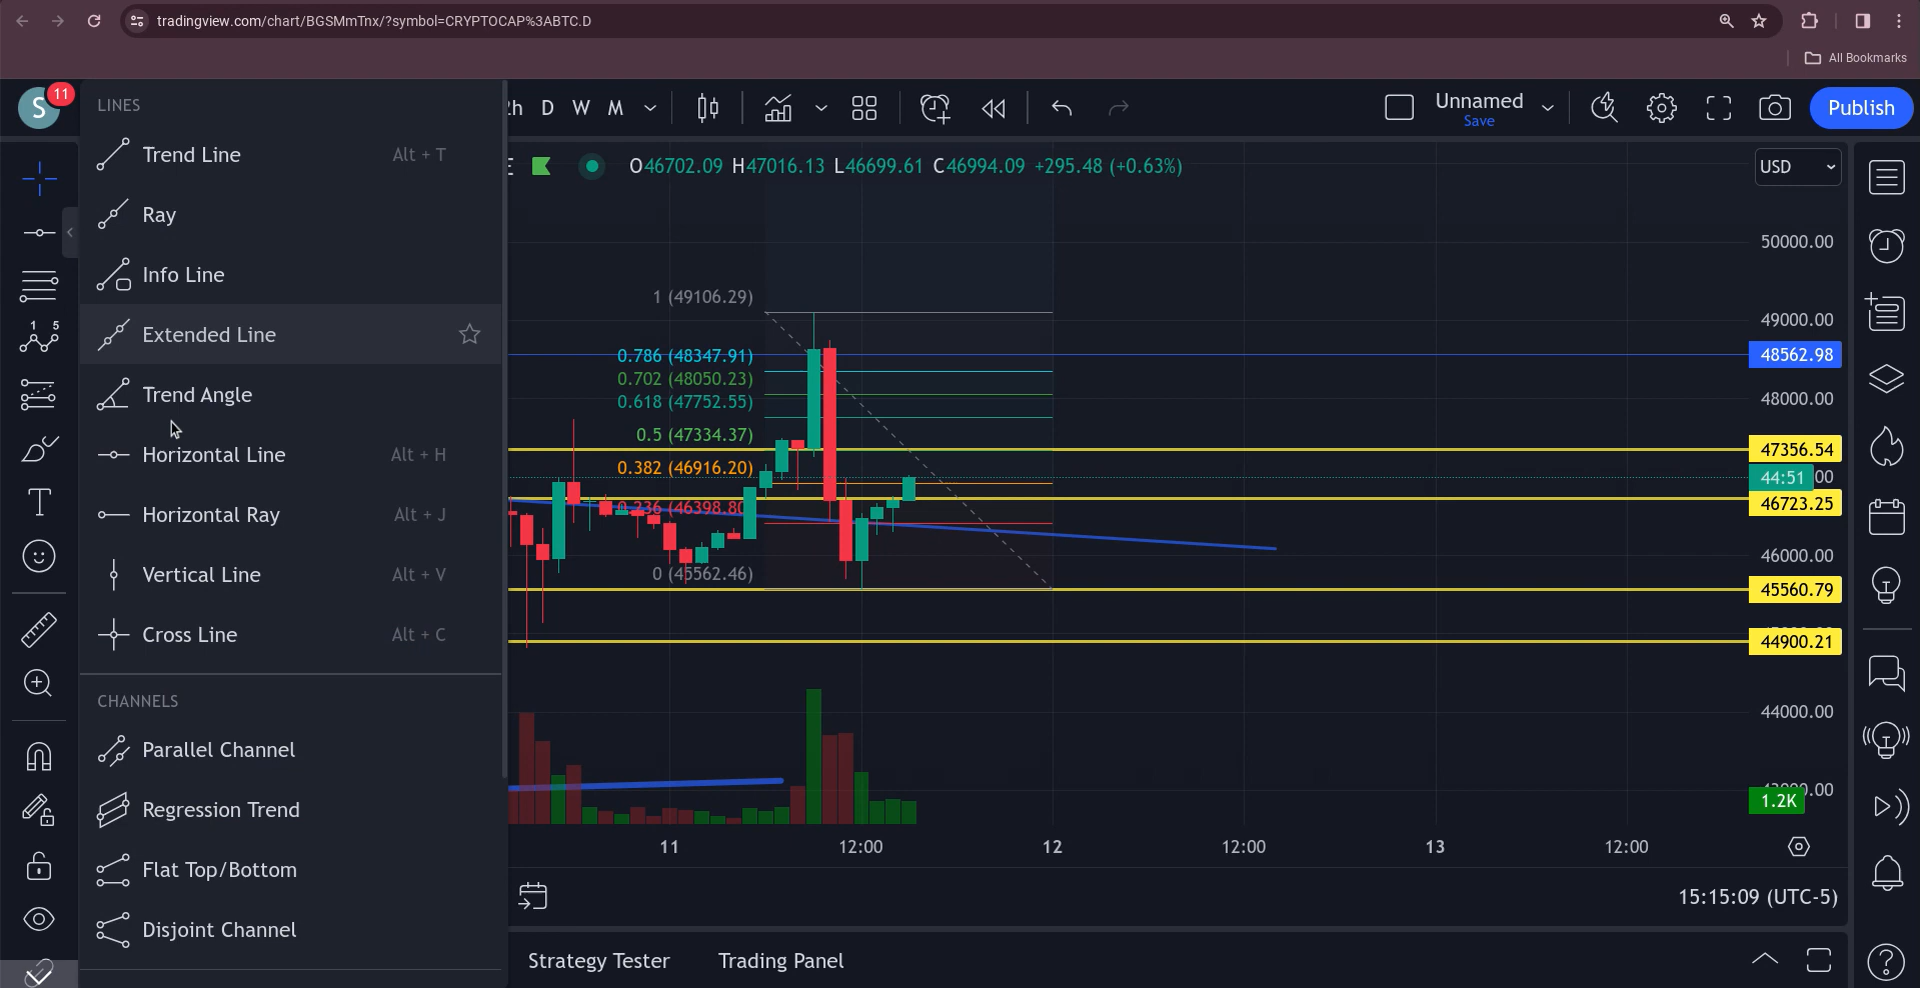 tradingview.com/chart/BGSMmTnx/?symbol=CRYPTOCAP%3ABTC.D
All Bookmarks
S
11
LINES
Trend Line Alt + T
Ray
Info Line
Extended Line
Trend Angle
Horizontal Line Alt + H
Horizontal Ray Alt + J
Vertical Line Alt + V
Cross Line Alt + C
CHANNELS
Parallel Channel
Regression Trend
Flat Top/Bottom
Disjoint Channel
D W M
Unnamed
Save
Publish
O46702.09 H47016.13 L46699.61 C46994.09 +295.48 (+0.63%)
USD
1 (49106.29)
0.786 (48347.91)
0.702 (48050.23)
0.618 (47752.55)
0.5 (47334.37)
0.382 (46916.20)
0.236 (46398.80)
0 (45562.46)
50000.00
49000.00
48562.98
48000.00
47356.54
44:51
46723.25
46000.00
45560.79
44900.21
44000.00
1.2K
11 12:00 12 12:00 13 12:00
15:15:09 (UTC-5)
Strategy Tester Trading Panel